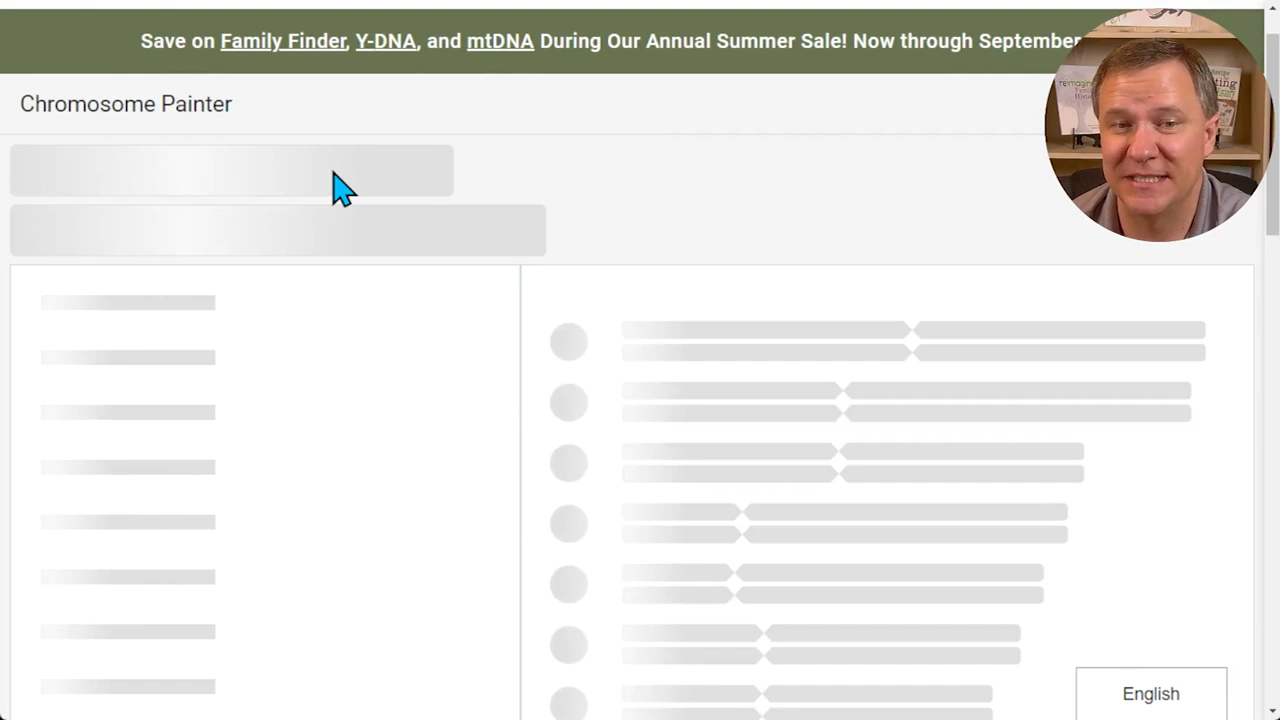 Save on Family Finder, Y-DNA, and mtDNA During Our Annual Summer Sale! Now through September
Chromosome Painter
English